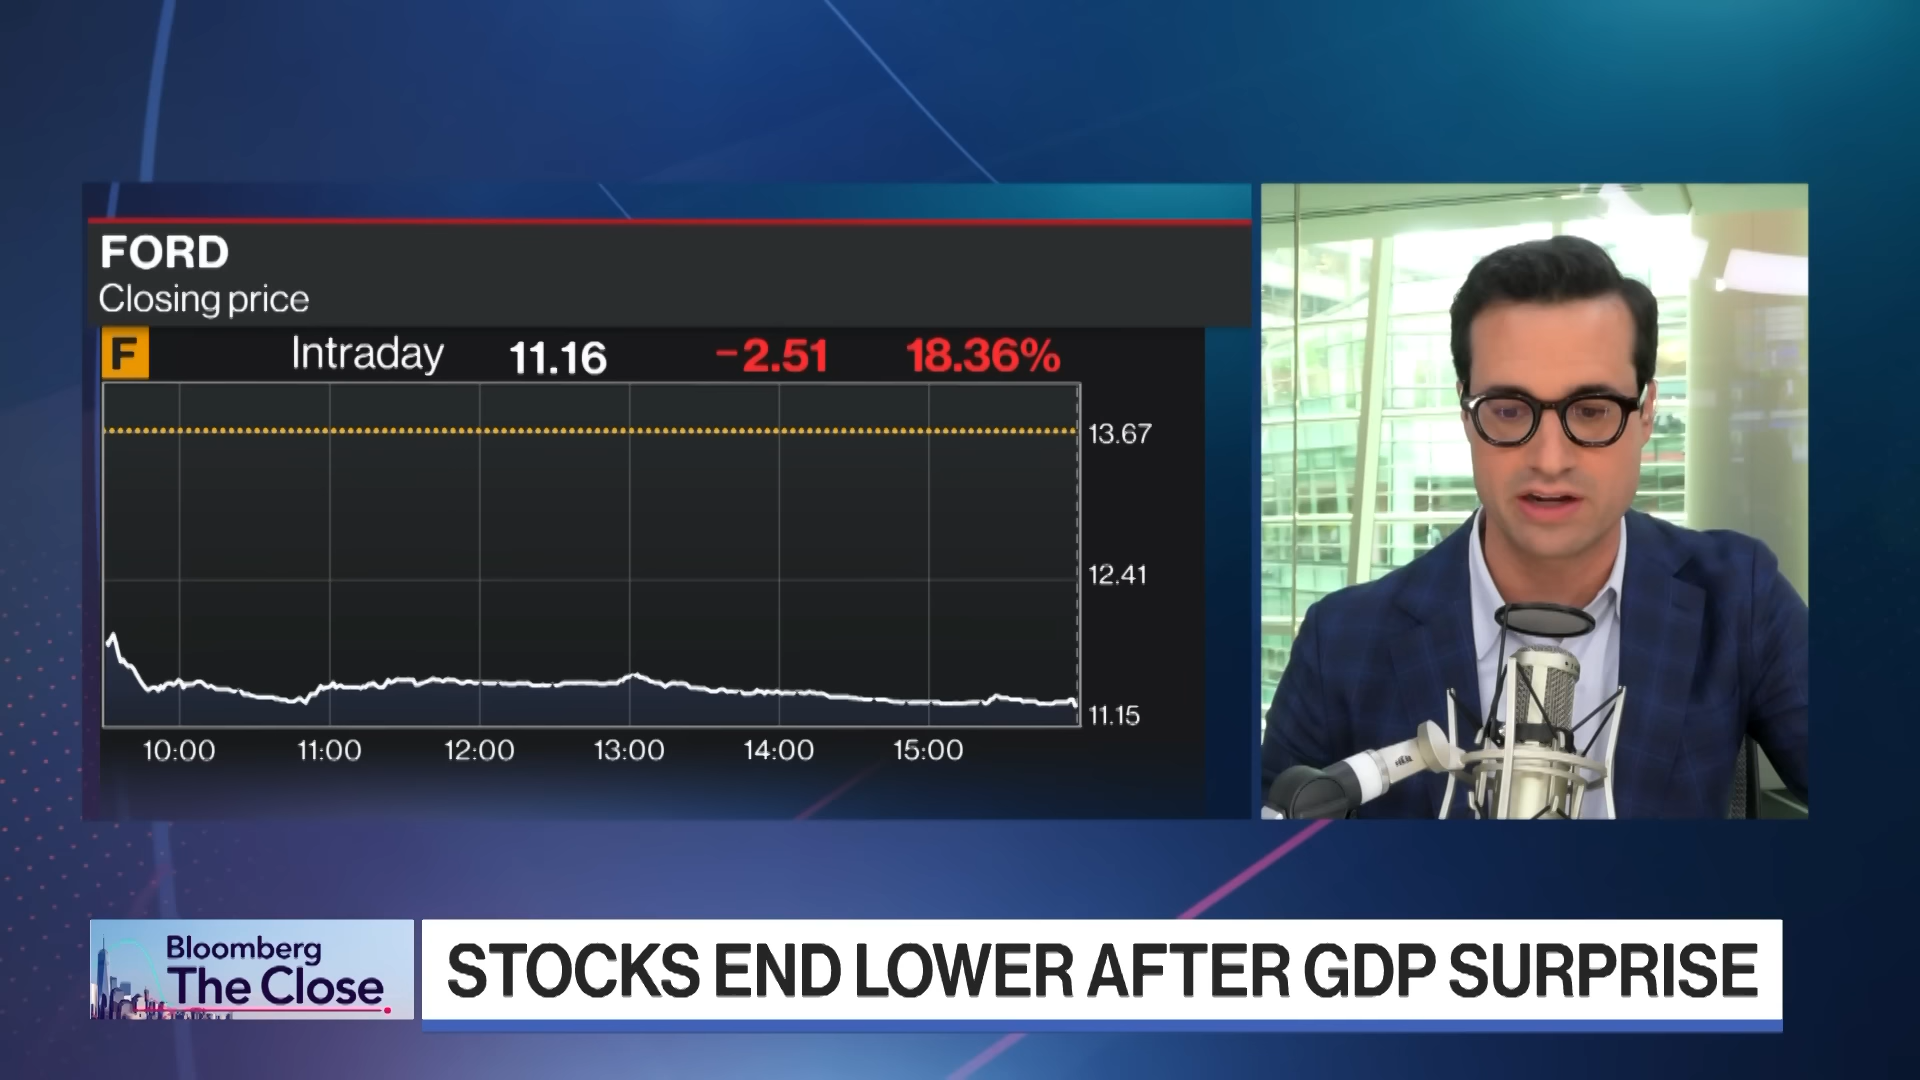 FORD
Closing price
F Intraday 11.16 −2.51 18.36%
13.67
12.41
11.15
10:00 11:00 12:00 13:00 14:00 15:00
Bloomberg
The Close
STOCKS END LOWER AFTER GDP SURPRISE